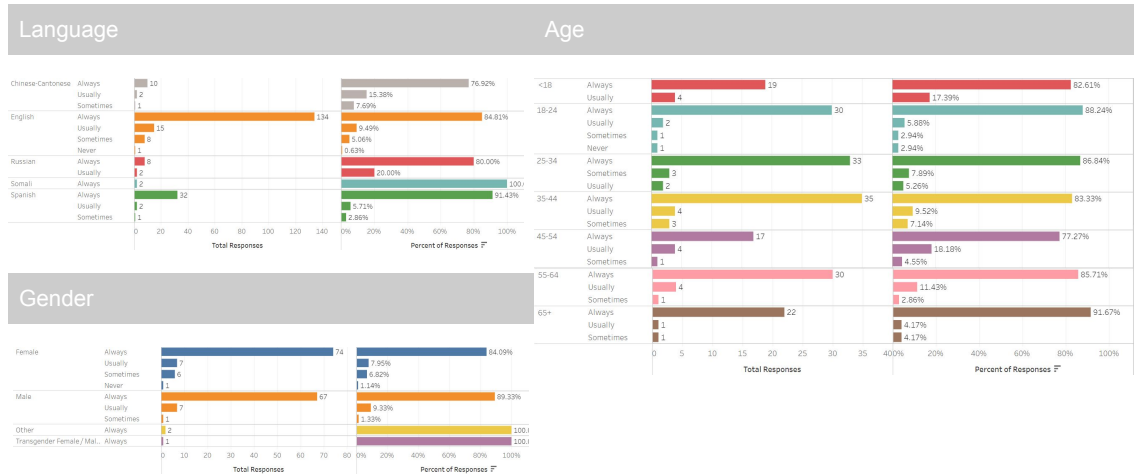 Language
Chinese-Cantonese Always 10 76.92%
Usually 2 15.38%
Sometimes 1 7.69%
English Always 134 84.81%
Usually 15 9.49%
Sometimes 8 5.06%
Never 1 0.63%
Russian Always 8 80.00%
Usually 2 20.00%
Somali Always 2 100.
Spanish Always 32 91.43%
Usually 2 5.71%
Sometimes 1 2.86%
0 20 40 60 80 100 120 140 0% 20% 40% 60% 80% 100%
Total Responses Percent of Responses
Gender
Female Always 74 84.09%
Usually 7 7.95%
Sometimes 6 6.82%
Never 1 1.14%
Male Always 67 89.33%
Usually 7 9.33%
Sometimes 1 1.33%
Other Always 2 100.
Transgender Female / Mal.. Always 1 100.
0 10 20 30 40 50 60 70 80 0% 20% 40% 60% 80% 100%
Total Responses Percent of Responses
Age
<18 Always 19 82.61%
Usually 4 17.39%
18-24 Always 30 88.24%
Usually 2 5.88%
Sometimes 1 2.94%
Never 1 2.94%
25-34 Always 33 86.84%
Sometimes 3 7.89%
Usually 2 5.26%
35-44 Always 35 83.33%
Usually 4 9.52%
Sometimes 3 7.14%
45-54 Always 17 77.27%
Usually 4 18.18%
Sometimes 1 4.55%
55-64 Always 30 85.71%
Usually 4 11.43%
Sometimes 1 2.86%
65+ Always 22 91.67%
Usually 1 4.17%
Sometimes 1 4.17%
0 5 10 15 20 25 30 35 40 0% 20% 40% 60% 80% 100%
Total Responses Percent of Responses